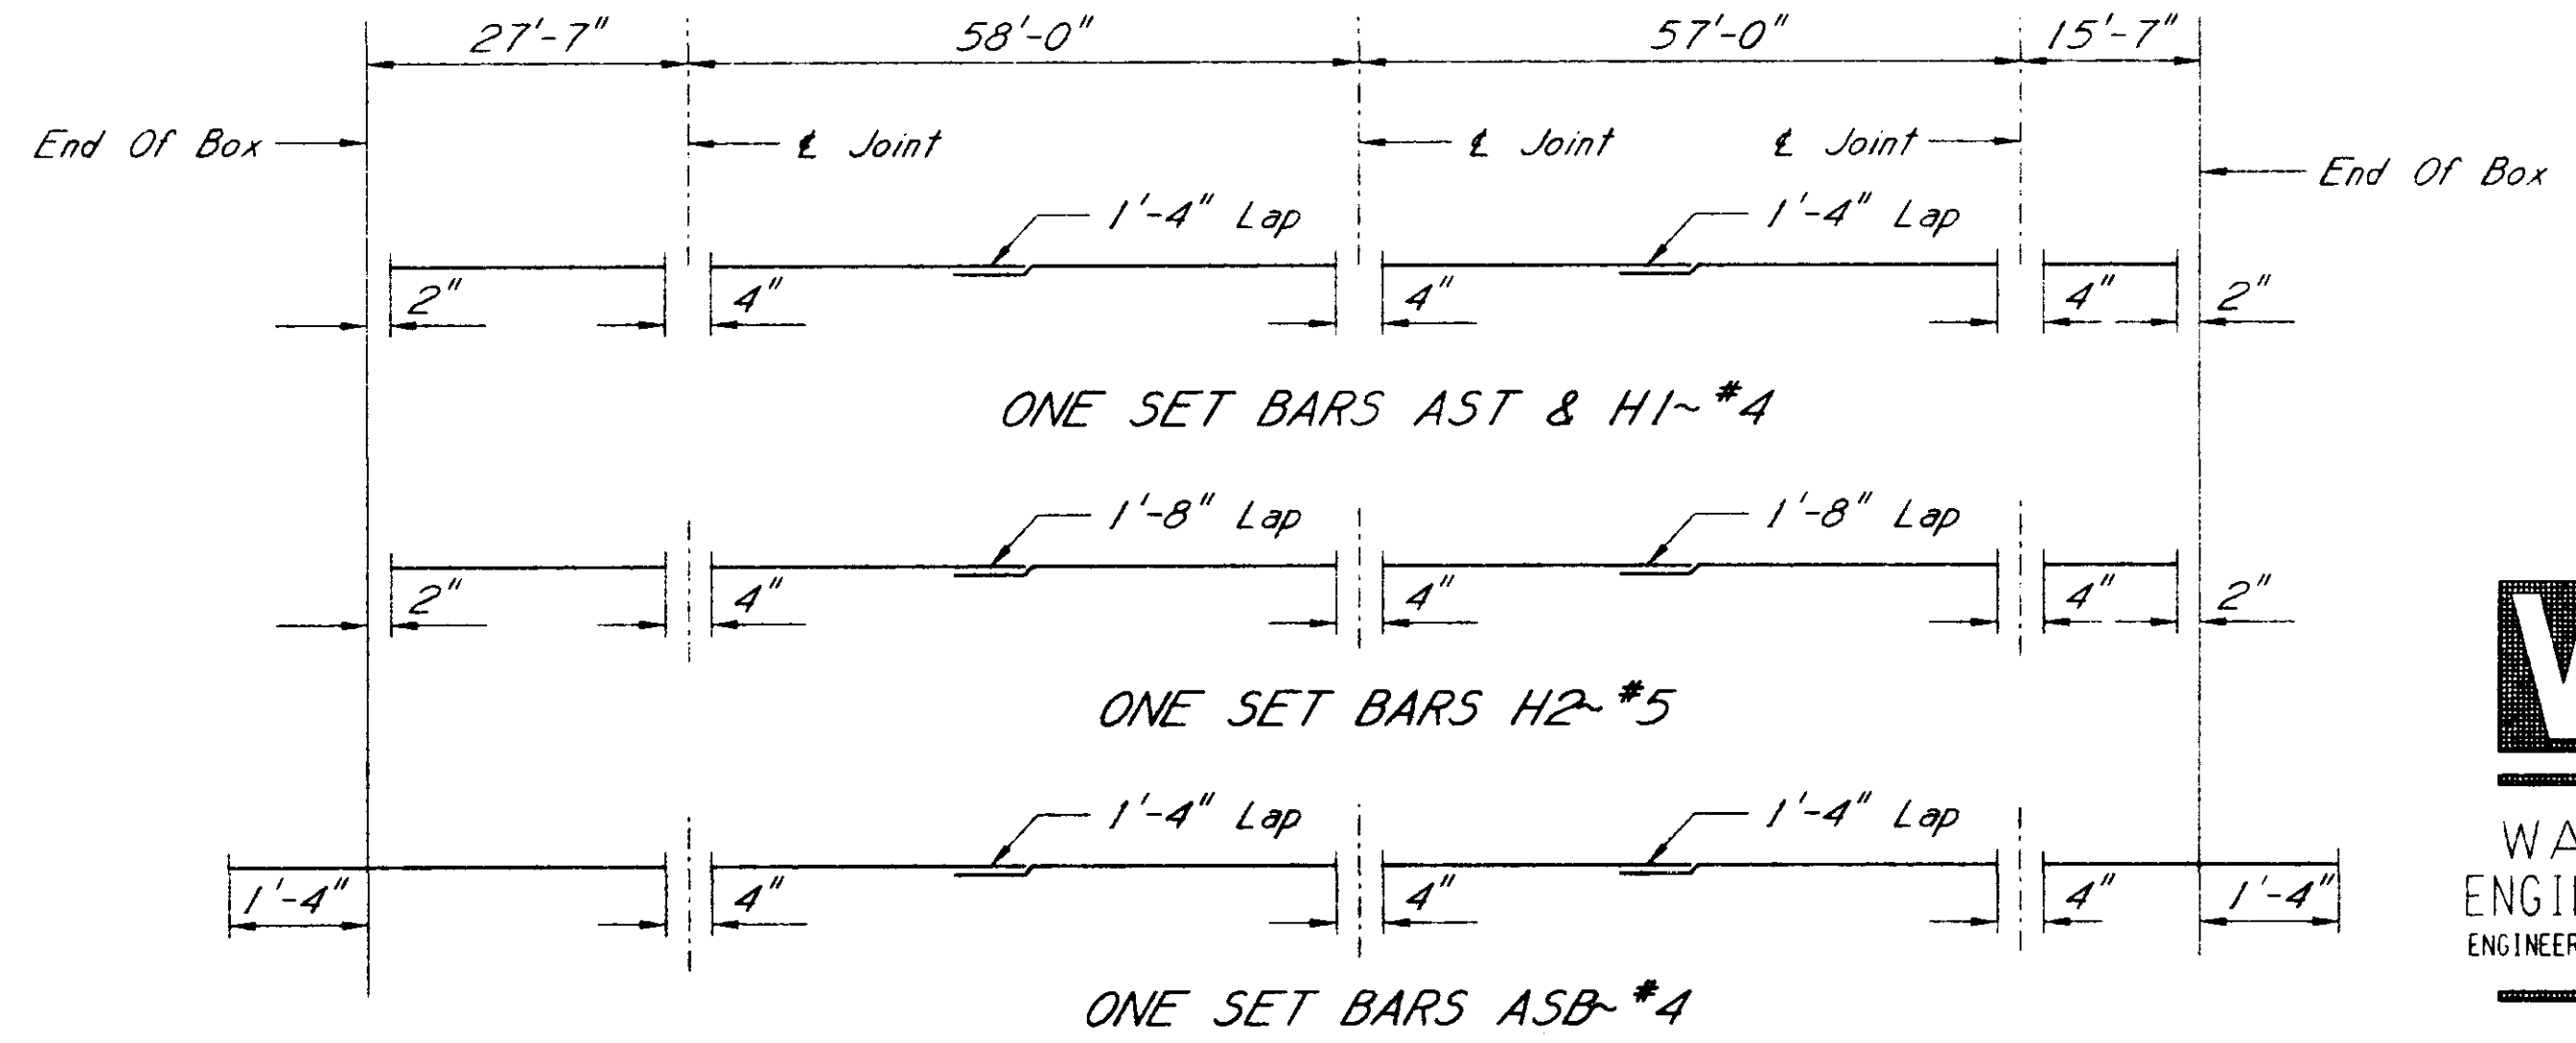 27'-7" 58'-0" 57'-0" 15'-7"
End Of Box ℄ Joint ℄ Joint ℄ Joint End Of Box
1'-4" Lap 1'-4" Lap
2" 4" 4" 4" 2"
ONE SET BARS AST & H1~#4
1'-8" Lap 1'-8" Lap
2" 4" 4" 4" 2"
ONE SET BARS H2~#5
1'-4" Lap 1'-4" Lap
1'-4" 4" 4" 4" 1'-4"
ONE SET BARS ASB~#4
WA
ENGI
ENGINEER